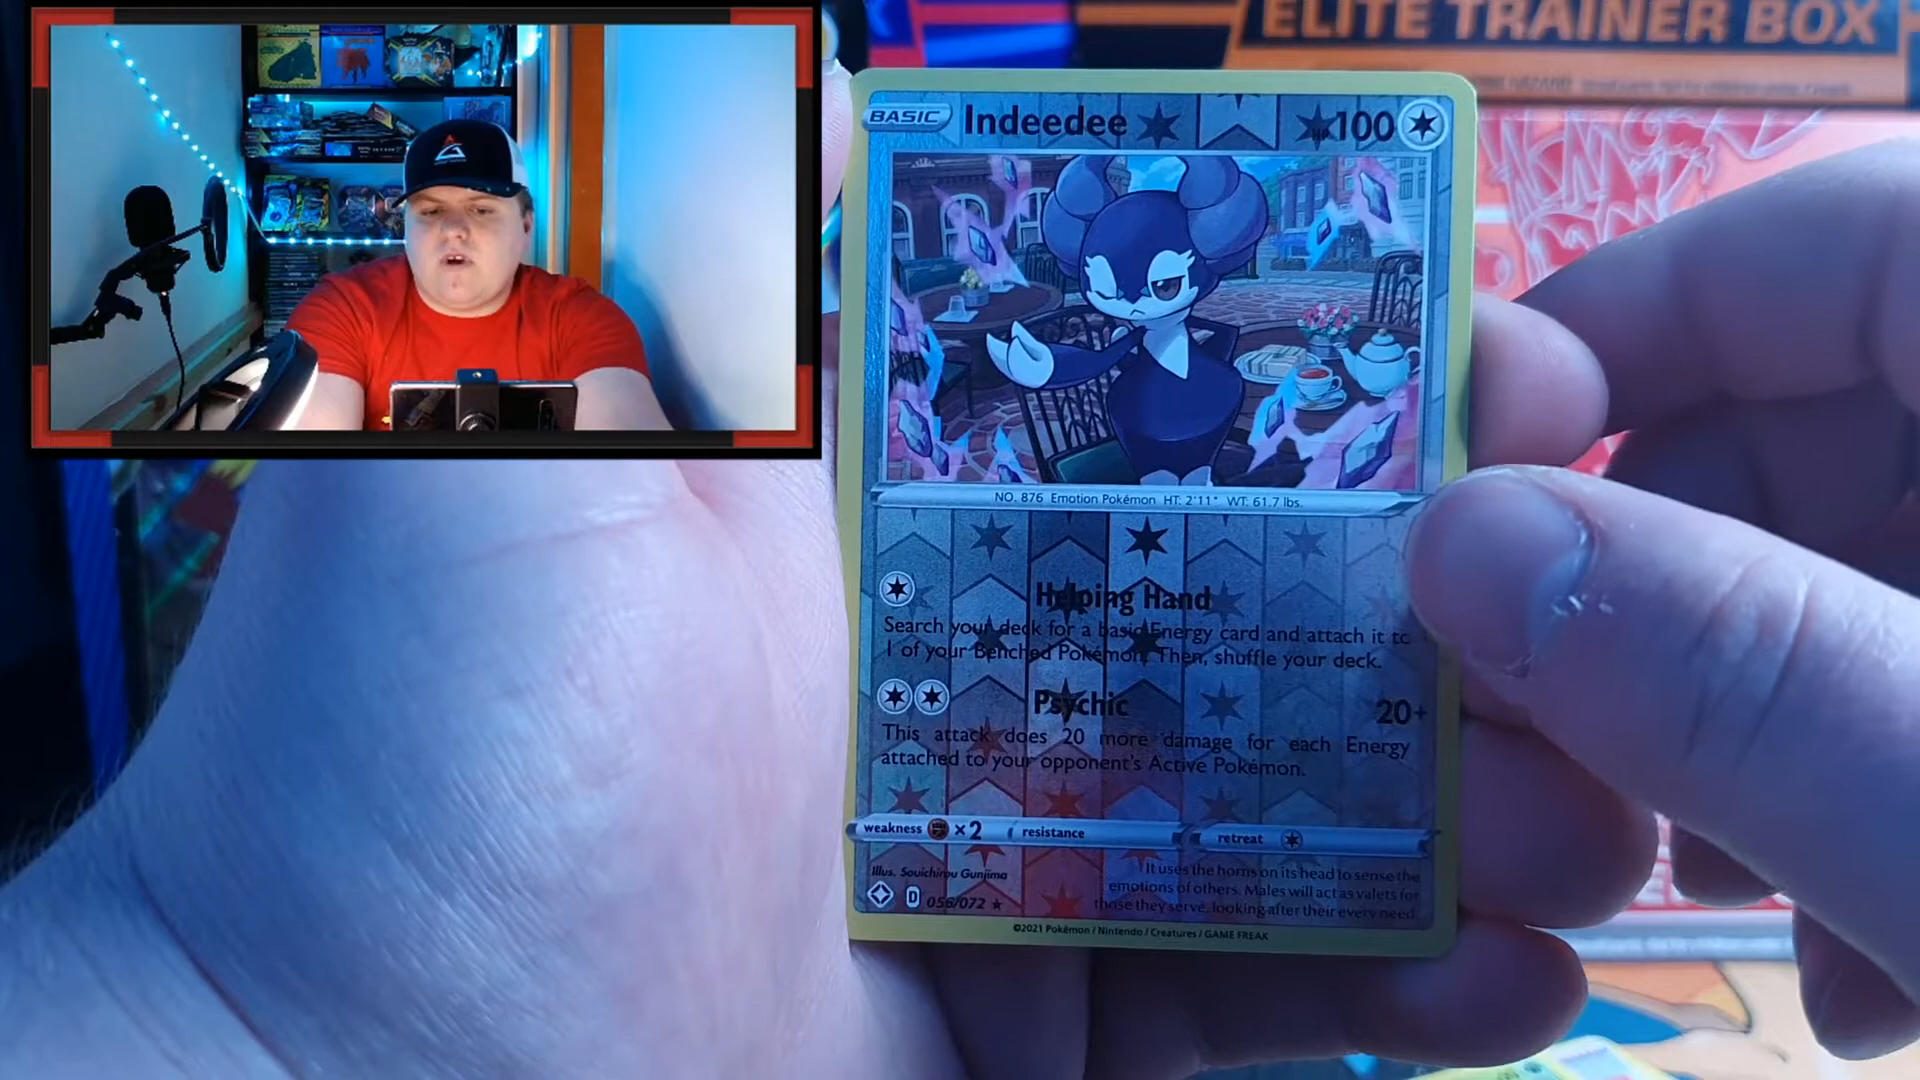 ELITE TRAINER BOX
BASIC Indeedee 100
NO. 876 Emotion Pokémon HT: 2'11" WT: 61.7 lbs.
Helping Hand
Search your deck for a basic Energy card and attach it to
1 of your Benched Pokémon. Then, shuffle your deck.
Psychic 20+
This attack does 20 more damage for each Energy
attached to your opponent's Active Pokémon.
weakness ×2 resistance retreat
Illus. Souichirou Gunjima
It uses the horns on its head to sense the
emotions of others. Males will act as valets for
those they serve, looking after their every need.
D 056/072 ★
©2021 Pokémon / Nintendo / Creatures / GAME FREAK